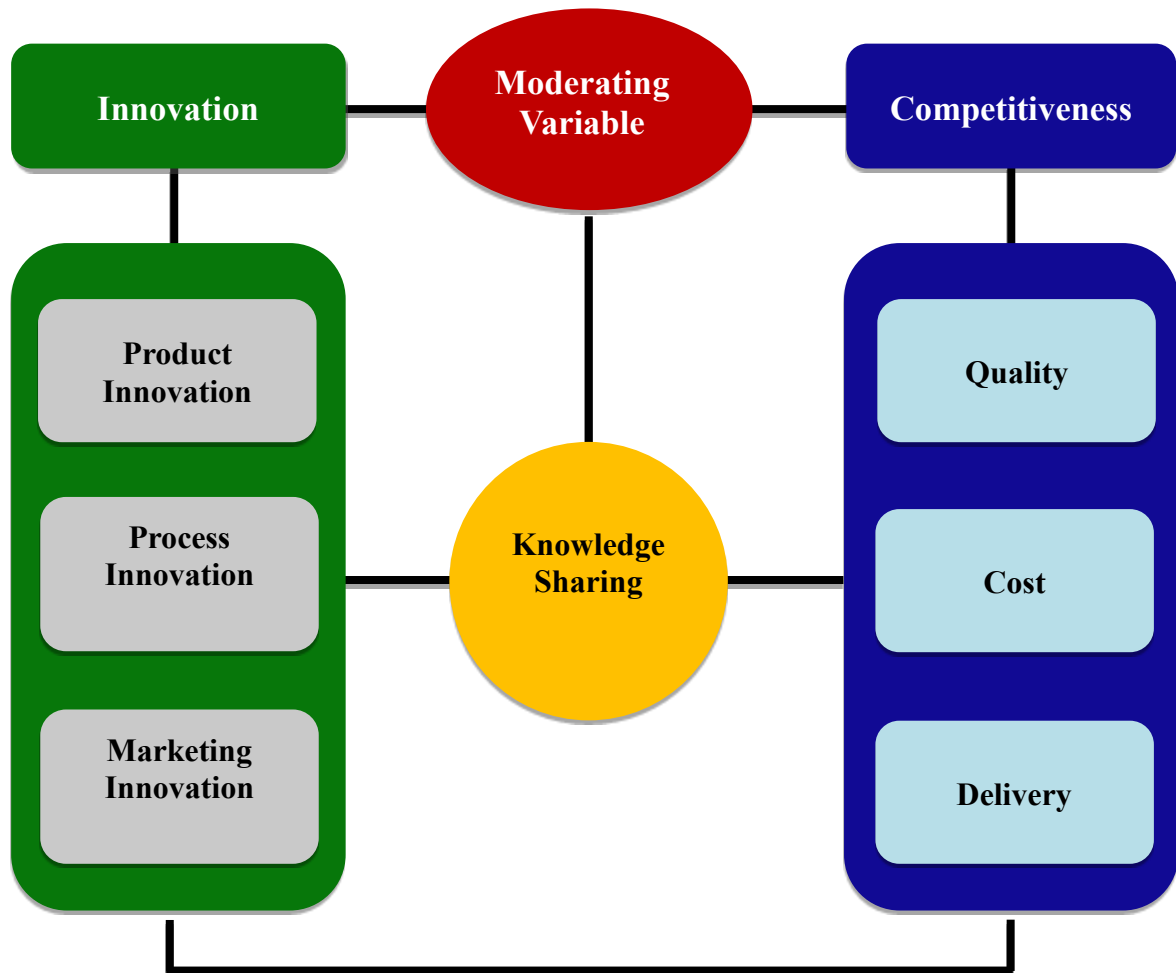 Innovation
Moderating
Variable
Competitiveness
Product
Innovation
Process
Innovation
Marketing
Innovation
Knowledge
Sharing
Quality
Cost
Delivery